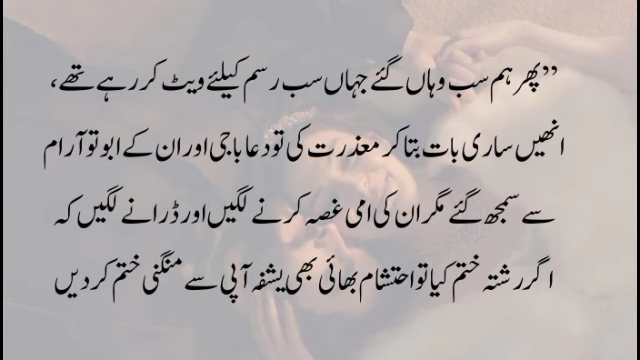 ”پھر ہم سب وہاں گئے جہاں سب رسم کیلئے ویٹ کر رہے تھے،
انھیں ساری بات بتا کر معذرت کی تو دعا باجی اور ان کے ابو تو آرام
سے سمجھ گئے مگر ان کی امی غصہ کرنے لگیں اور ڈرانے لگیں کہ
اگر رشتہ ختم کیا تو احتشام بھائی بھی یشفہ آپی سے منگنی ختم کر دیں